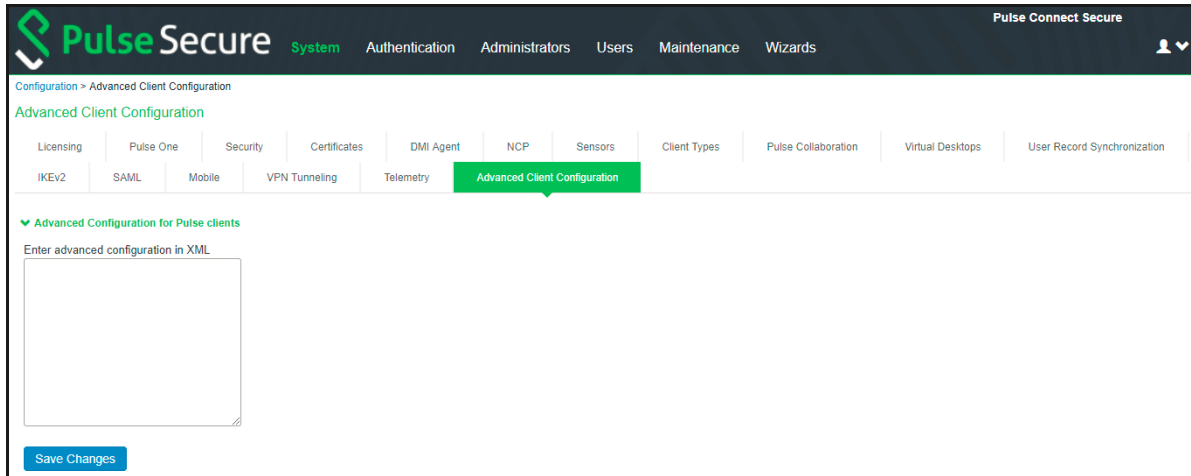 Pulse Connect Secure
Pulse Secure System Authentication Administrators Users Maintenance Wizards
Configuration > Advanced Client Configuration
Advanced Client Configuration
Licensing Pulse One Security Certificates DMI Agent NCP Sensors Client Types Pulse Collaboration Virtual Desktops User Record Synchronization
IKEv2 SAML Mobile VPN Tunneling Telemetry Advanced Client Configuration
Advanced Configuration for Pulse clients
Enter advanced configuration in XML
Save Changes